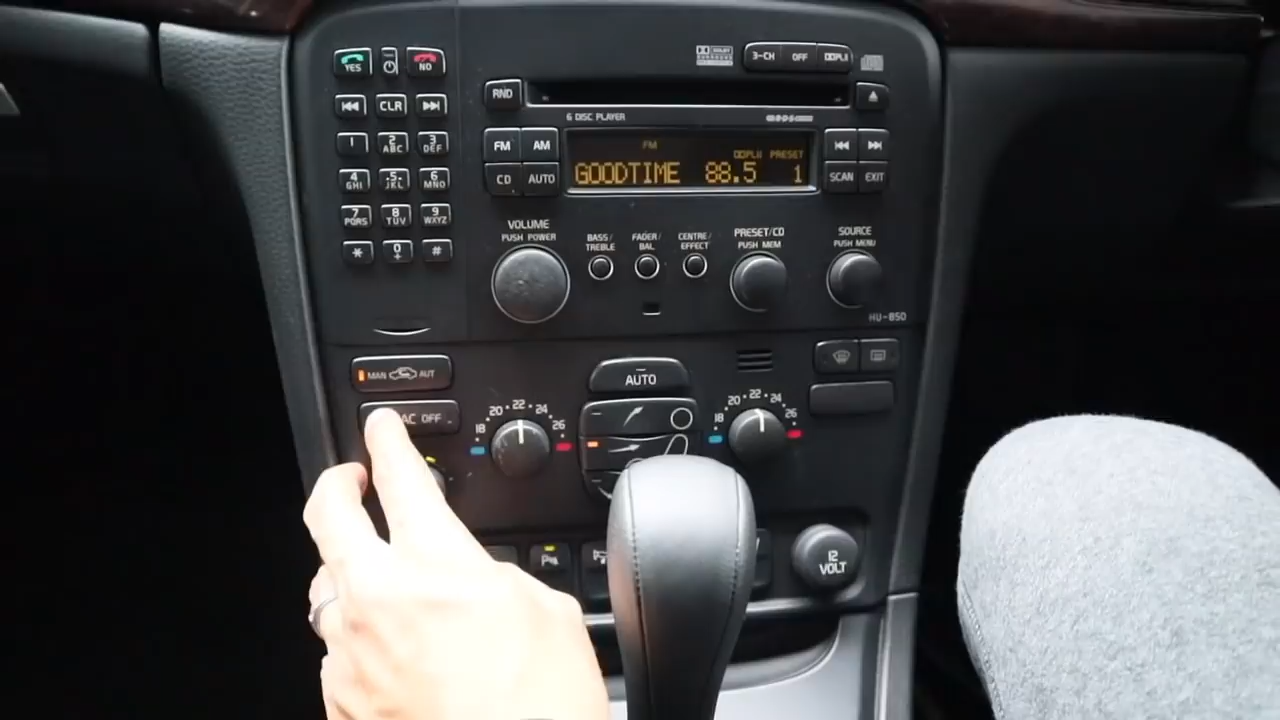 YES
NO
CLR
1
2 ABC
3 DEF
4 GHI
5 JKL
6 MNO
7 PQRS
8 TUV
9 WXYZ
*
0 +
#
DOLBY
SURROUND
3-CH
OFF
PLII
RND
6 DISC PLAYER
RDS
FM
AM
CD
AUTO
FM
PLII PRESET
GOODTIME 88.5 1
SCAN
EXIT
VOLUME
PUSH POWER
BASS/
TREBLE
FADER/
BAL
CENTRE/
EFFECT
PRESET/CD
PUSH MEM
SOURCE
PUSH MENU
HU-850
MAN AUT
AC OFF
18 20 22 24 26
AUTO
18 20 22 24 26
12
VOLT